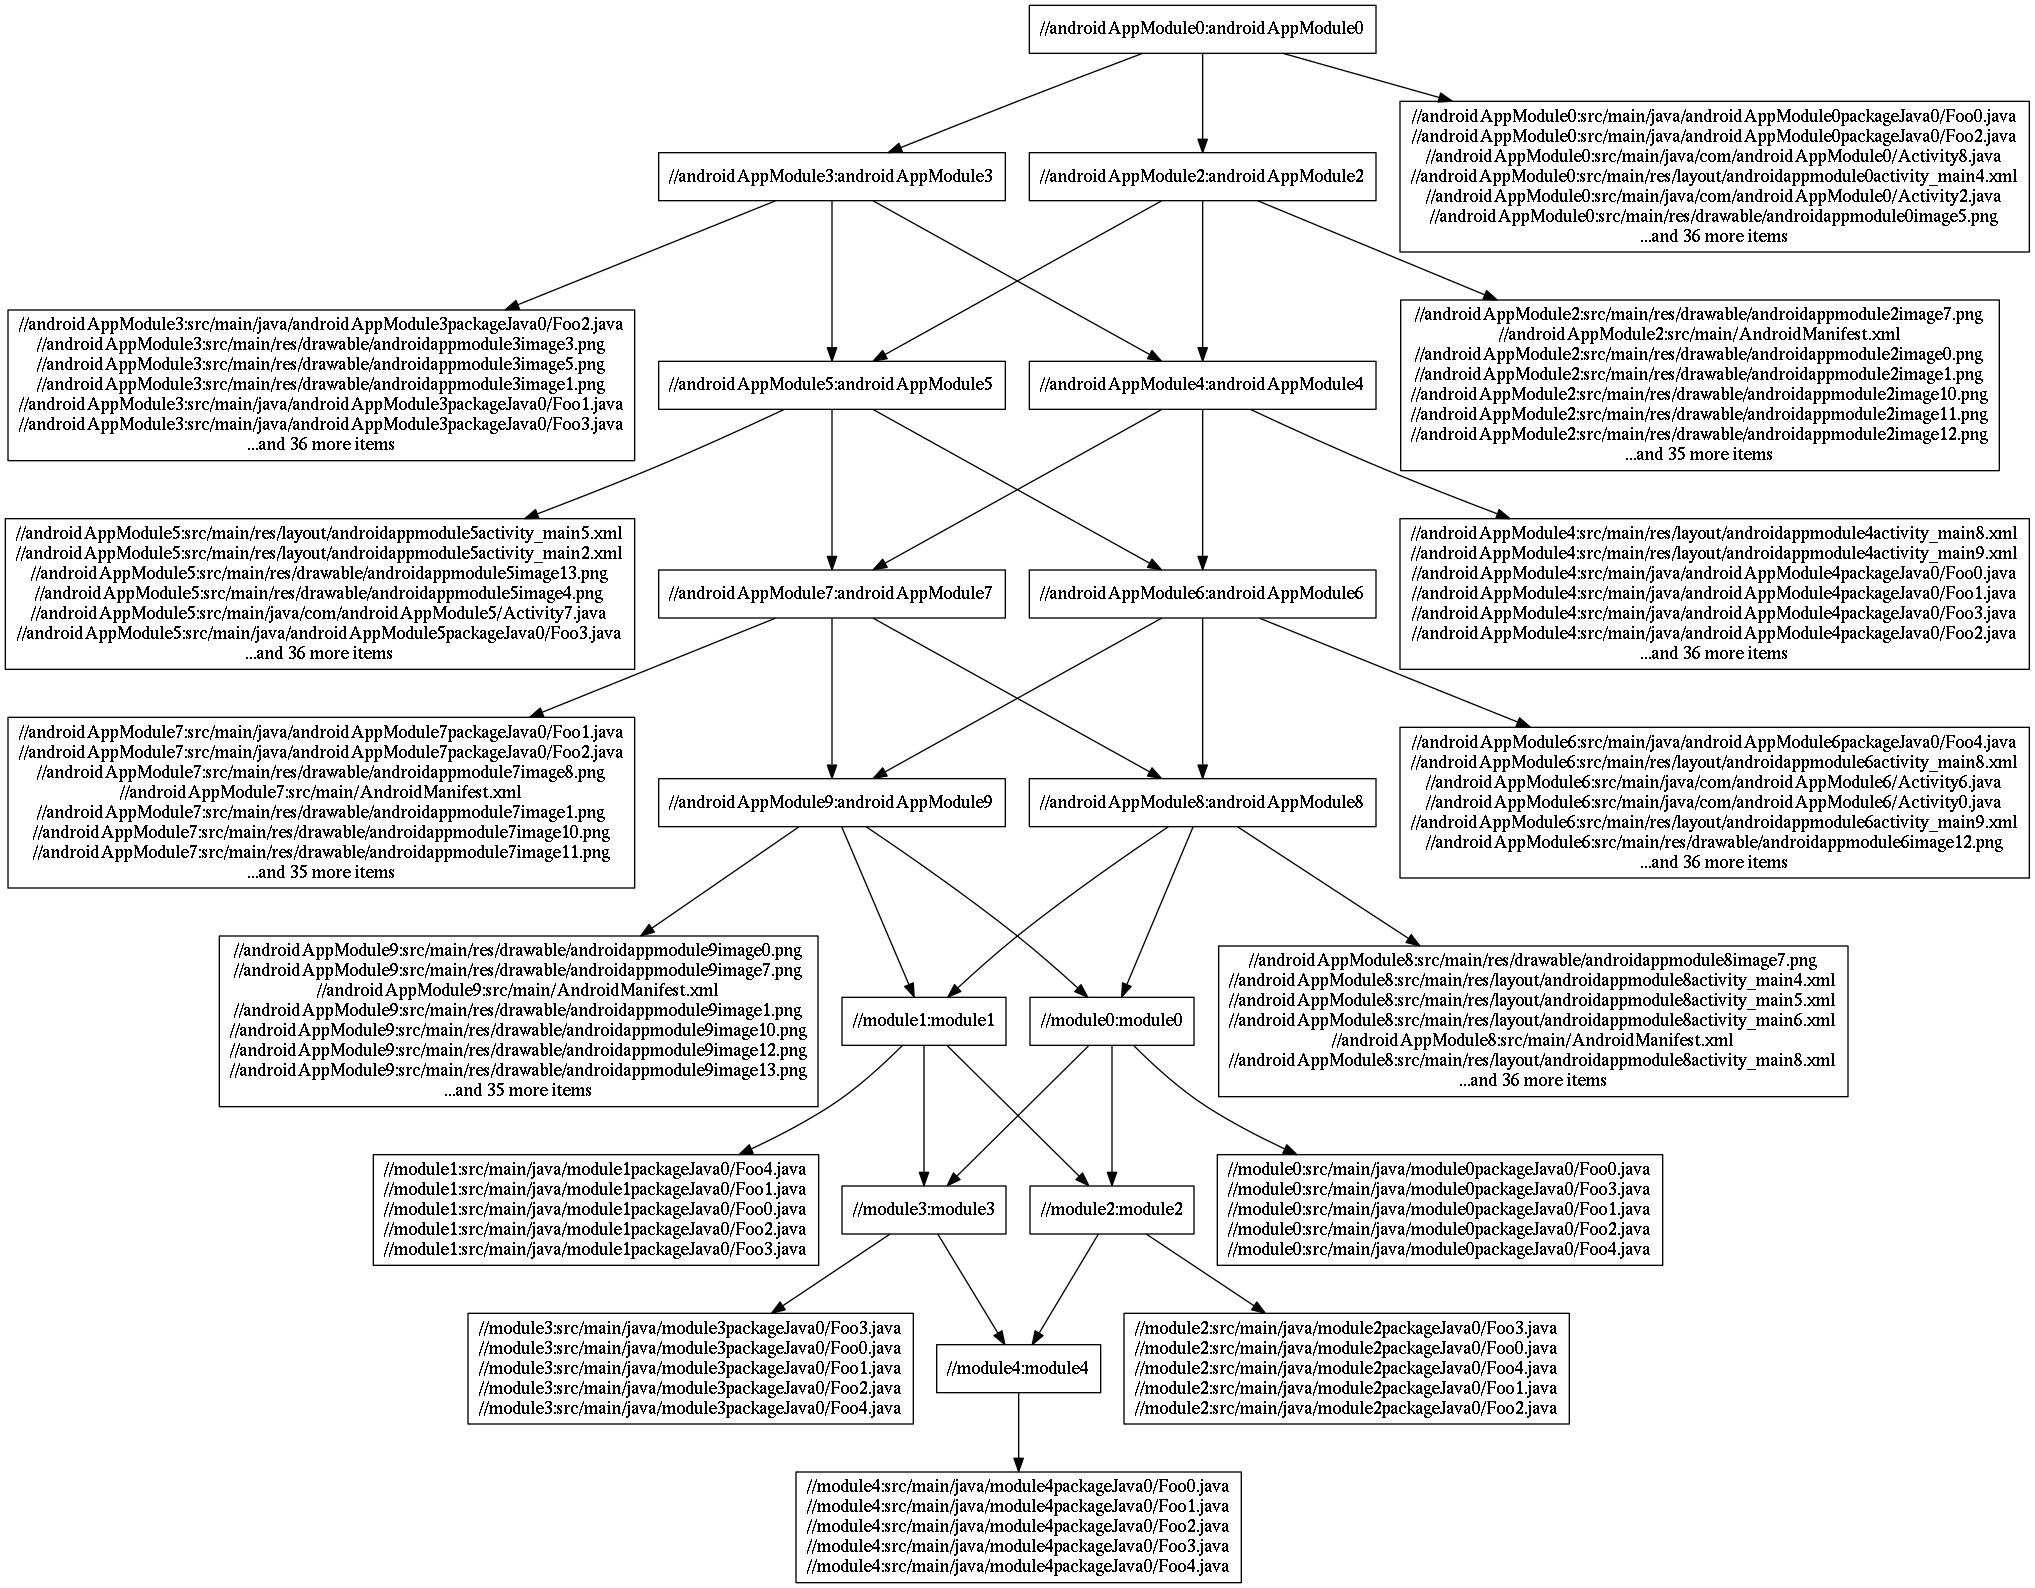 //androidAppModule0:androidAppModule0
//androidAppModule0:src/main/java/androidAppModule0packageJava0/Foo0.java
//androidAppModule0:src/main/java/androidAppModule0packageJava0/Foo2.java
//androidAppModule0:src/main/java/com/androidAppModule0/Activity8.java
//androidAppModule0:src/main/res/layout/androidappmodule0activity_main4.xml
//androidAppModule0:src/main/java/com/androidAppModule0/Activity2.java
//androidAppModule0:src/main/res/drawable/androidappmodule0image5.png
...and 36 more items
//androidAppModule3:androidAppModule3
//androidAppModule2:androidAppModule2
//androidAppModule3:src/main/java/androidAppModule3packageJava0/Foo2.java
//androidAppModule3:src/main/res/drawable/androidappmodule3image3.png
//androidAppModule3:src/main/res/drawable/androidappmodule3image5.png
//androidAppModule3:src/main/res/drawable/androidappmodule3image1.png
//androidAppModule3:src/main/java/androidAppModule3packageJava0/Foo1.java
//androidAppModule3:src/main/java/androidAppModule3packageJava0/Foo3.java
...and 36 more items
//androidAppModule5:androidAppModule5
//androidAppModule4:androidAppModule4
//androidAppModule2:src/main/res/drawable/androidappmodule2image7.png
//androidAppModule2:src/main/AndroidManifest.xml
//androidAppModule2:src/main/res/drawable/androidappmodule2image0.png
//androidAppModule2:src/main/res/drawable/androidappmodule2image1.png
//androidAppModule2:src/main/res/drawable/androidappmodule2image10.png
//androidAppModule2:src/main/res/drawable/androidappmodule2image11.png
//androidAppModule2:src/main/res/drawable/androidappmodule2image12.png
...and 35 more items
//androidAppModule5:src/main/res/layout/androidappmodule5activity_main5.xml
//androidAppModule5:src/main/res/layout/androidappmodule5activity_main2.xml
//androidAppModule5:src/main/res/drawable/androidappmodule5image13.png
//androidAppModule5:src/main/res/drawable/androidappmodule5image4.png
//androidAppModule5:src/main/java/com/androidAppModule5/Activity7.java
//androidAppModule5:src/main/java/androidAppModule5packageJava0/Foo3.java
...and 36 more items
//androidAppModule7:androidAppModule7
//androidAppModule6:androidAppModule6
//androidAppModule4:src/main/res/layout/androidappmodule4activity_main8.xml
//androidAppModule4:src/main/res/layout/androidappmodule4activity_main9.xml
//androidAppModule4:src/main/java/androidAppModule4packageJava0/Foo0.java
//androidAppModule4:src/main/java/androidAppModule4packageJava0/Foo1.java
//androidAppModule4:src/main/java/androidAppModule4packageJava0/Foo3.java
//androidAppModule4:src/main/java/androidAppModule4packageJava0/Foo2.java
...and 36 more items
//androidAppModule7:src/main/java/androidAppModule7packageJava0/Foo1.java
//androidAppModule7:src/main/java/androidAppModule7packageJava0/Foo2.java
//androidAppModule7:src/main/res/drawable/androidappmodule7image8.png
//androidAppModule7:src/main/AndroidManifest.xml
//androidAppModule7:src/main/res/drawable/androidappmodule7image1.png
//androidAppModule7:src/main/res/drawable/androidappmodule7image10.png
//androidAppModule7:src/main/res/drawable/androidappmodule7image11.png
...and 35 more items
//androidAppModule9:androidAppModule9
//androidAppModule8:androidAppModule8
//androidAppModule6:src/main/java/androidAppModule6packageJava0/Foo4.java
//androidAppModule6:src/main/res/layout/androidappmodule6activity_main8.xml
//androidAppModule6:src/main/java/com/androidAppModule6/Activity6.java
//androidAppModule6:src/main/java/com/androidAppModule6/Activity0.java
//androidAppModule6:src/main/res/layout/androidappmodule6activity_main9.xml
//androidAppModule6:src/main/res/drawable/androidappmodule6image12.png
...and 36 more items
//androidAppModule9:src/main/res/drawable/androidappmodule9image0.png
//androidAppModule9:src/main/res/drawable/androidappmodule9image7.png
//androidAppModule9:src/main/AndroidManifest.xml
//androidAppModule9:src/main/res/drawable/androidappmodule9image1.png
//androidAppModule9:src/main/res/drawable/androidappmodule9image10.png
//androidAppModule9:src/main/res/drawable/androidappmodule9image12.png
//androidAppModule9:src/main/res/drawable/androidappmodule9image13.png
...and 35 more items
//module1:module1
//module0:module0
//androidAppModule8:src/main/res/drawable/androidappmodule8image7.png
//androidAppModule8:src/main/res/layout/androidappmodule8activity_main4.xml
//androidAppModule8:src/main/res/layout/androidappmodule8activity_main5.xml
//androidAppModule8:src/main/res/layout/androidappmodule8activity_main6.xml
//androidAppModule8:src/main/AndroidManifest.xml
//androidAppModule8:src/main/res/layout/androidappmodule8activity_main8.xml
...and 36 more items
//module1:src/main/java/module1packageJava0/Foo4.java
//module1:src/main/java/module1packageJava0/Foo1.java
//module1:src/main/java/module1packageJava0/Foo0.java
//module1:src/main/java/module1packageJava0/Foo2.java
//module1:src/main/java/module1packageJava0/Foo3.java
//module3:module3
//module2:module2
//module0:src/main/java/module0packageJava0/Foo0.java
//module0:src/main/java/module0packageJava0/Foo3.java
//module0:src/main/java/module0packageJava0/Foo1.java
//module0:src/main/java/module0packageJava0/Foo2.java
//module0:src/main/java/module0packageJava0/Foo4.java
//module3:src/main/java/module3packageJava0/Foo3.java
//module3:src/main/java/module3packageJava0/Foo0.java
//module3:src/main/java/module3packageJava0/Foo1.java
//module3:src/main/java/module3packageJava0/Foo2.java
//module3:src/main/java/module3packageJava0/Foo4.java
//module4:module4
//module2:src/main/java/module2packageJava0/Foo3.java
//module2:src/main/java/module2packageJava0/Foo0.java
//module2:src/main/java/module2packageJava0/Foo4.java
//module2:src/main/java/module2packageJava0/Foo1.java
//module2:src/main/java/module2packageJava0/Foo2.java
//module4:src/main/java/module4packageJava0/Foo0.java
//module4:src/main/java/module4packageJava0/Foo1.java
//module4:src/main/java/module4packageJava0/Foo2.java
//module4:src/main/java/module4packageJava0/Foo3.java
//module4:src/main/java/module4packageJava0/Foo4.java